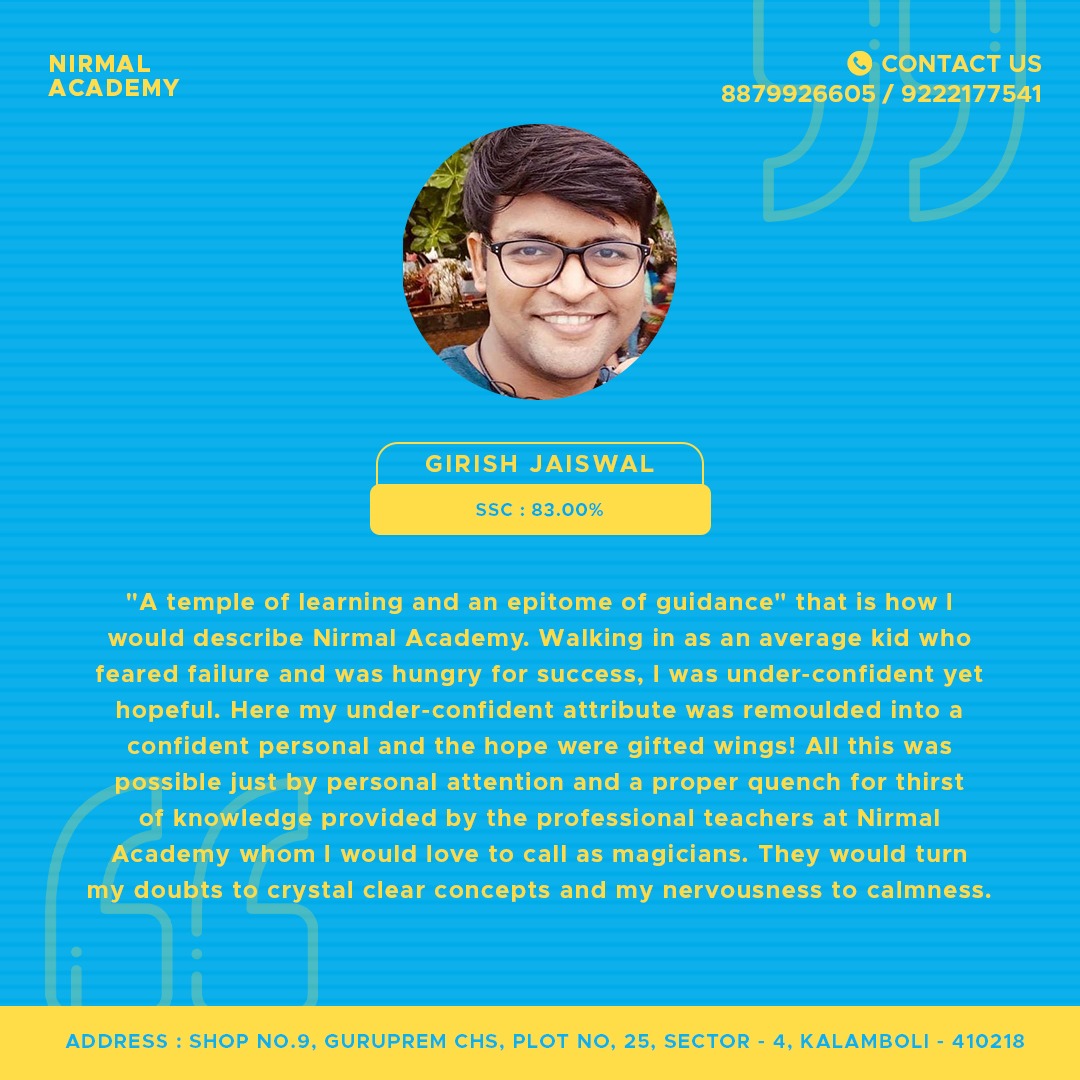 NIRMAL
ACADEMY
CONTACT US
8879926605 / 9222177541
GIRISH JAISWAL
SSC : 83.00%
"A temple of learning and an epitome of guidance" that is how I
would describe Nirmal Academy. Walking in as an average kid who
feared failure and was hungry for success, I was under-confident yet
hopeful. Here my under-confident attribute was remoulded into a
confident personal and the hope were gifted wings! All this was
possible just by personal attention and a proper quench for thirst
of knowledge provided by the professional teachers at Nirmal
Academy whom I would love to call as magicians. They would turn
my doubts to crystal clear concepts and my nervousness to calmness.
ADDRESS : SHOP NO.9, GURUPREM CHS, PLOT NO, 25, SECTOR - 4, KALAMBOLI - 410218